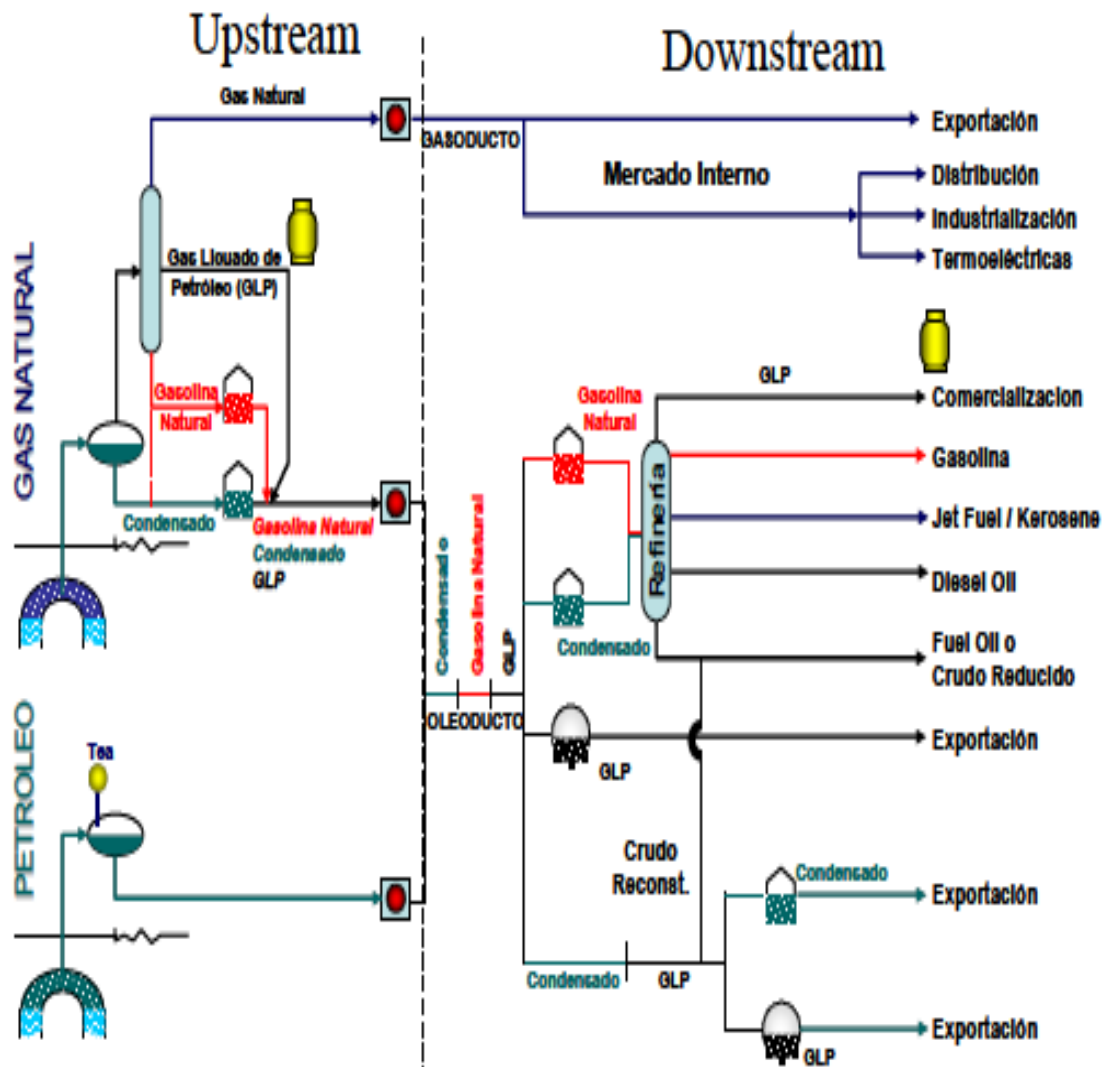 Upstream
Downstream
Gas Natural
GASODUCTO
Exportación
Mercado Interno
Distribución
Industrialización
Termoeléctricas
GAS NATURAL
Gas Licuado de
Petróleo (GLP)
Gasolina
Natural
Condensado
Gasolina Natural
Condensado
GLP
Condensado
Gasolina Natural
GLP
OLEODUCTO
Gasolina
Natural
Condensado
Refinería
GLP
Comercializacion
Gasolina
Jet Fuel / Kerosene
Diesel Oil
Fuel Oil o
Crudo Reducido
GLP
Exportación
PETROLEO
Tea
Crudo
Reconst.
Condensado
GLP
Condensado
Exportación
GLP
Exportación